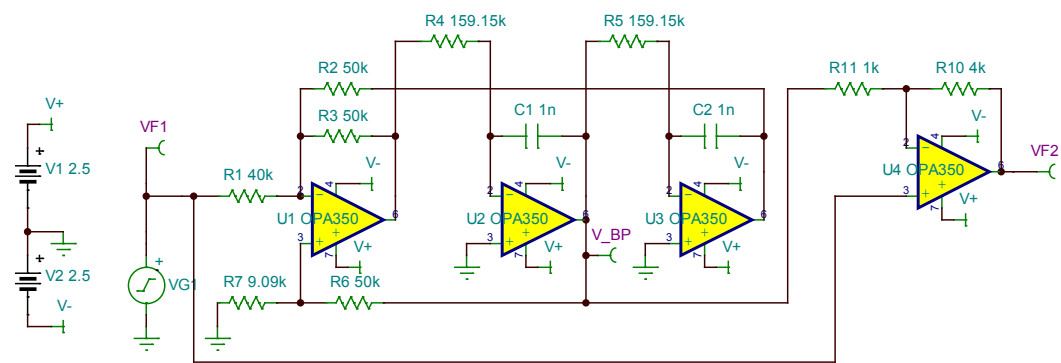 R4 159.15k
R5 159.15k
R2 50k
R11 1k
R10 4k
V+
VF1
R3 50k
C1 1n
C2 1n
+
V1 2.5
V-
V-
V-
V-
2
4
6
3
7
U4 OPA350
V+
VF2
R1 40k
2
4
6
3
7
U1 OPA350
V+
2
4
6
3
7
U2 OPA350
V+
V_BP
2
4
6
3
7
U3 OPA350
V+
+
V2 2.5
V-
+
VG1
R7 9.09k
R6 50k